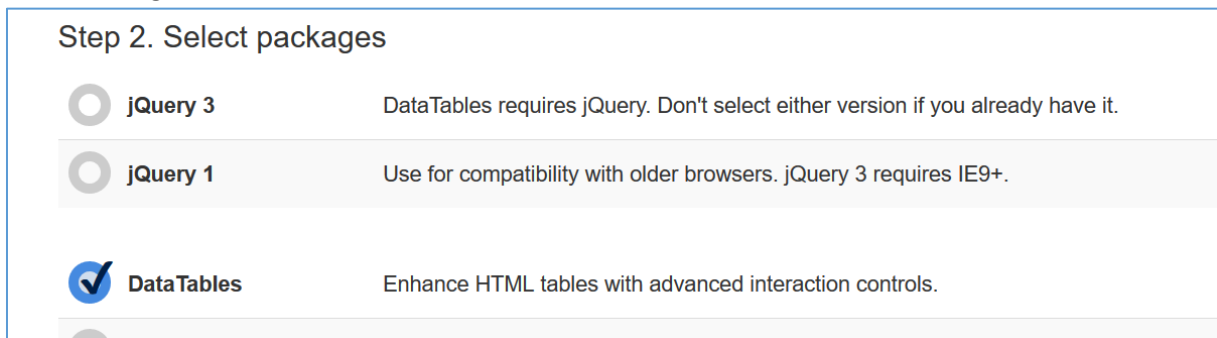 Step 2. Select packages
jQuery 3 DataTables requires jQuery. Don't select either version if you already have it.
jQuery 1 Use for compatibility with older browsers. jQuery 3 requires IE9+.
DataTables Enhance HTML tables with advanced interaction controls.